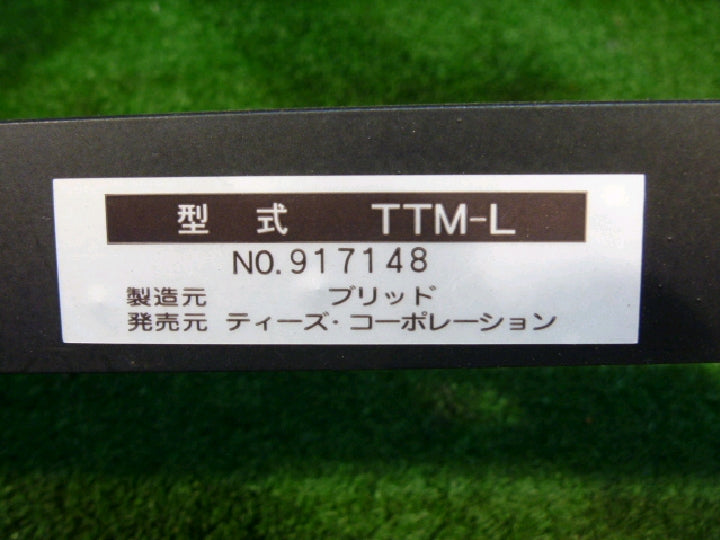 型 式 TTM-L
NO.917148
製造元 ブリッド
発売元 ティーズ・コーポレーション